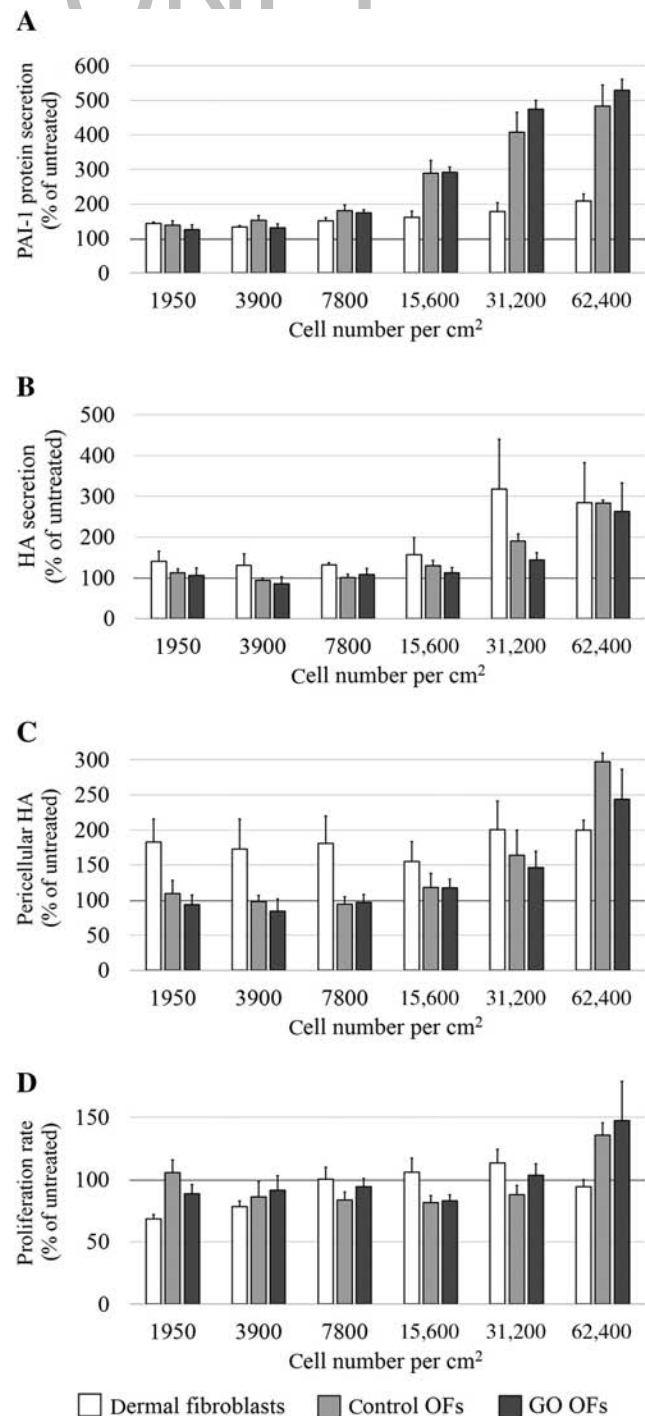 A
PAI-1 protein secretion
(% of untreated)
600
500
400
300
200
100
0
1950 3900 7800 15,600 31,200 62,400
Cell number per cm²
B
HA secretion
(% of untreated)
500
400
300
200
100
0
1950 3900 7800 15,600 31,200 62,400
Cell number per cm²
C
Pericellular HA
(% of untreated)
300
250
200
150
100
50
0
1950 3900 7800 15,600 31,200 62,400
Cell number per cm²
D
Proliferation rate
(% of untreated)
150
100
50
0
1950 3900 7800 15,600 31,200 62,400
Cell number per cm²
Dermal fibroblasts Control OFs GO OFs